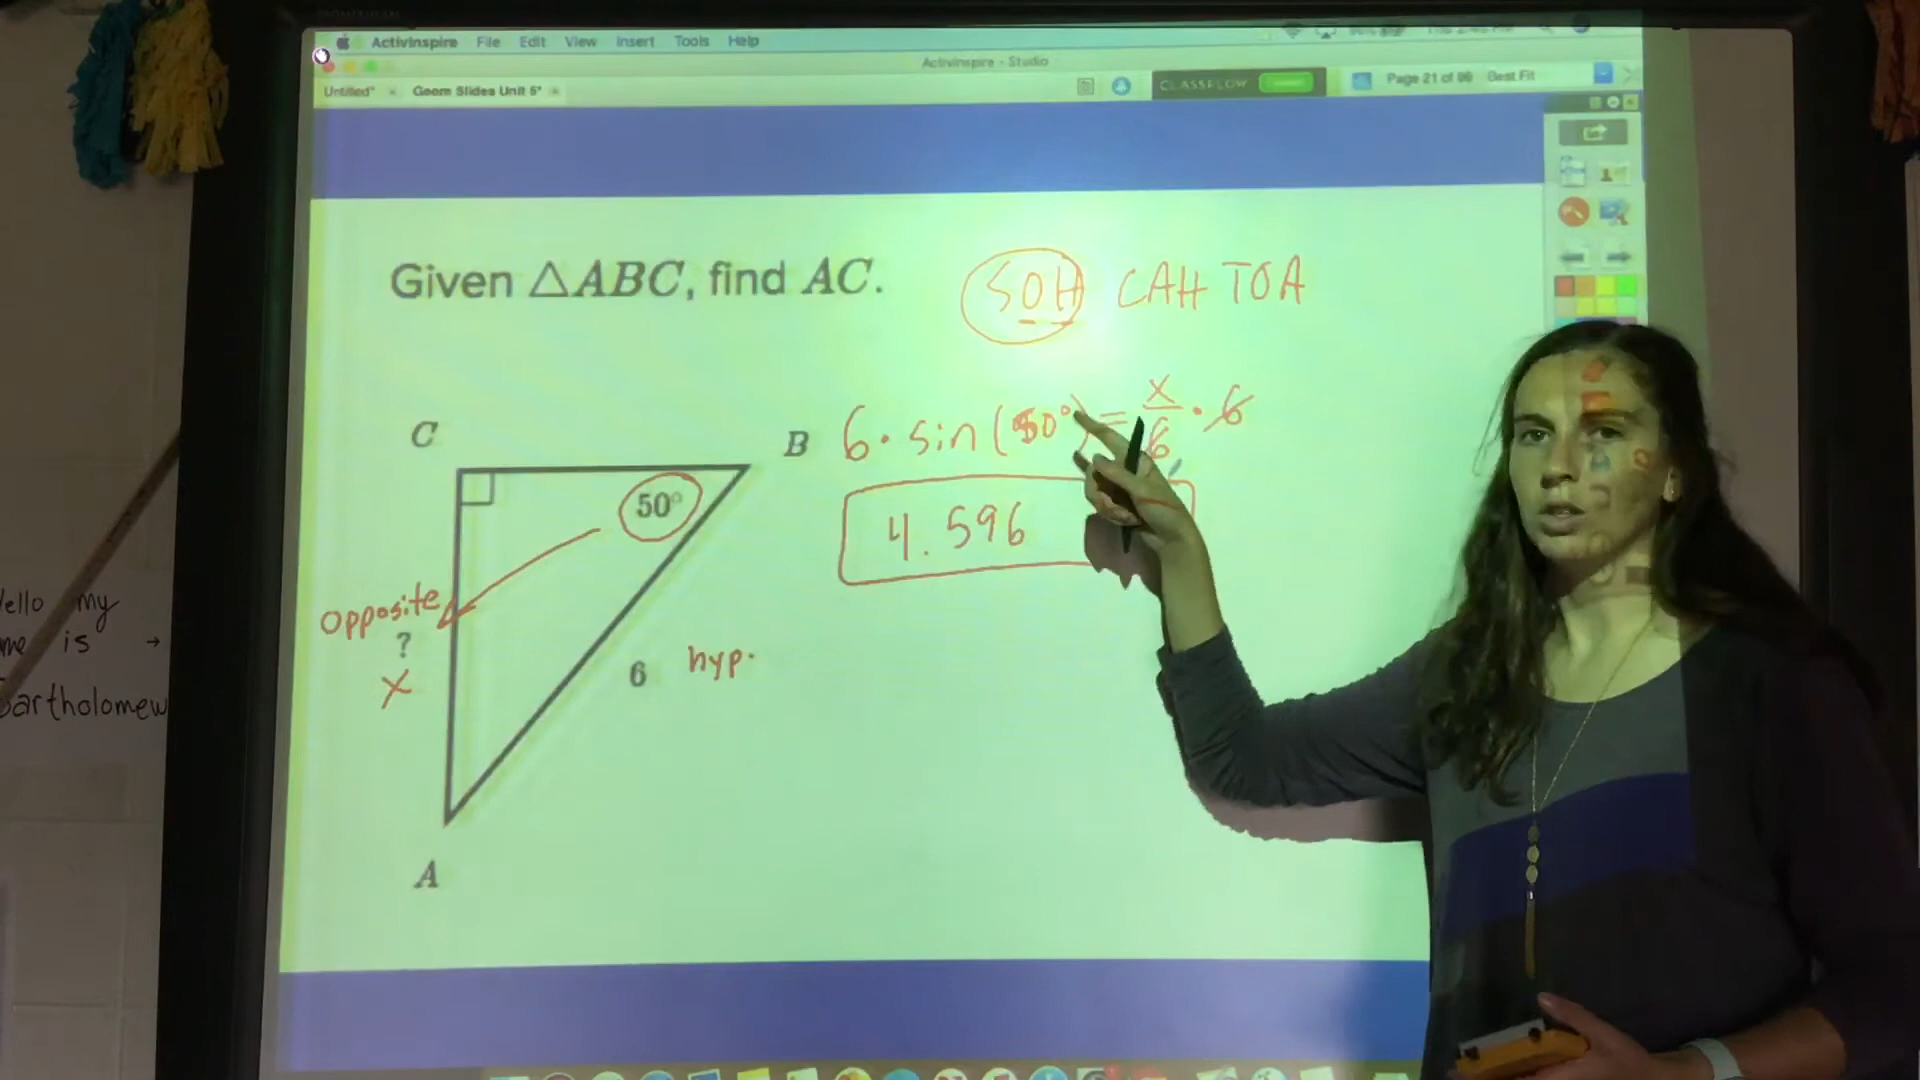 ActivInspire File Edit View Insert Tools Help
ActivInspire - Studio
Untitled* Geom Slides Unit 5* CLASSFLOW Page 21 of 96 Best Fit
Given △ABC, find AC. SOH CAH TOA
C
B
6 · sin (50°) = x/6 · 6
50°
4.596
opposite
?
x
6 hyp.
A
my
is →
Bartholomew